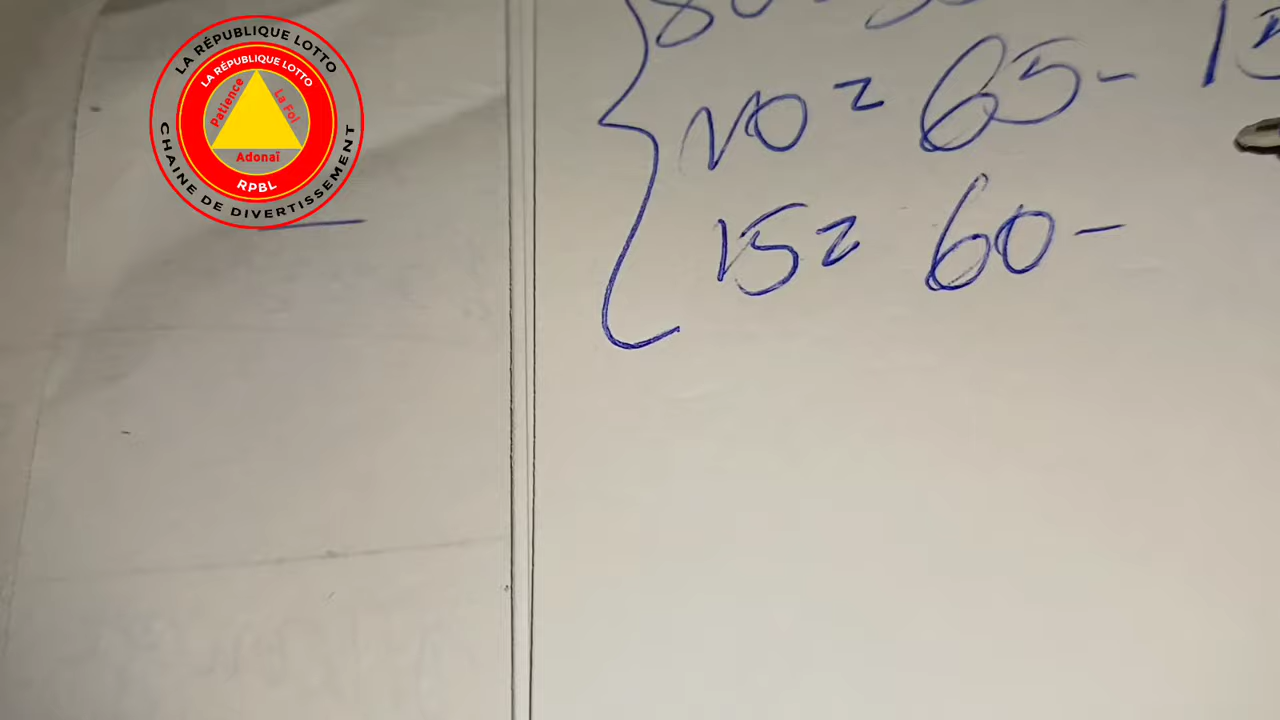 LA RÉPUBLIQUE LOTTO
LA RÉPUBLIQUE LOTTO
Patience
La Foi
Adonaï
RPBL
CHAINE DE DIVERTISSEMENT
10 = 65 -
15 = 60 -